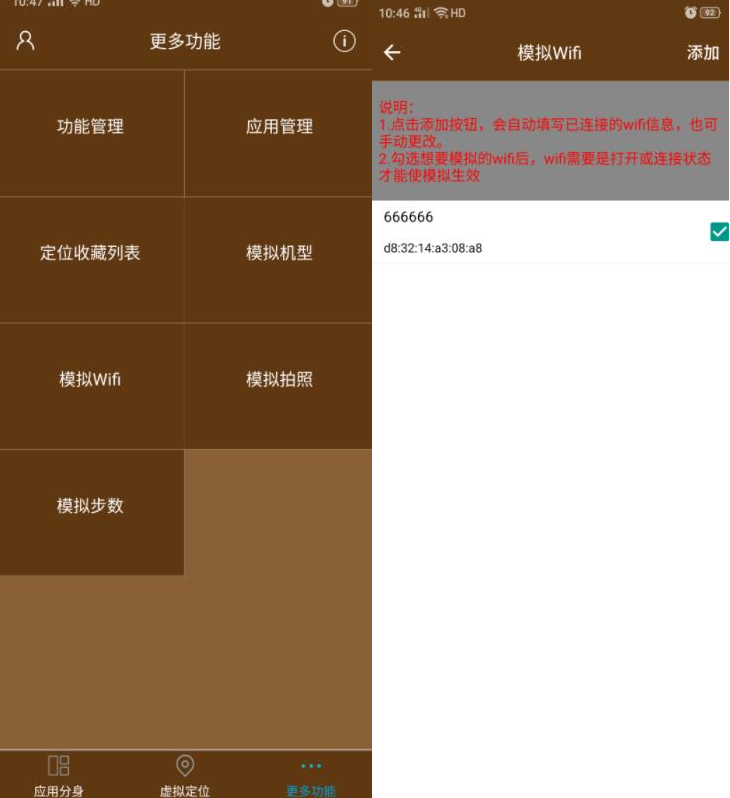 10:47 HD 91
更多功能
功能管理
应用管理
定位收藏列表
模拟机型
模拟Wifi
模拟拍照
模拟步数
应用分身
虚拟定位
更多功能
10:46 HD 92
模拟Wifi
添加
说明：
1.点击添加按钮，会自动填写已连接的wifi信息，也可
手动更改。
2.勾选想要模拟的wifi后，wifi需要是打开或连接状态
才能使模拟生效
666666
d8:32:14:a3:08:a8